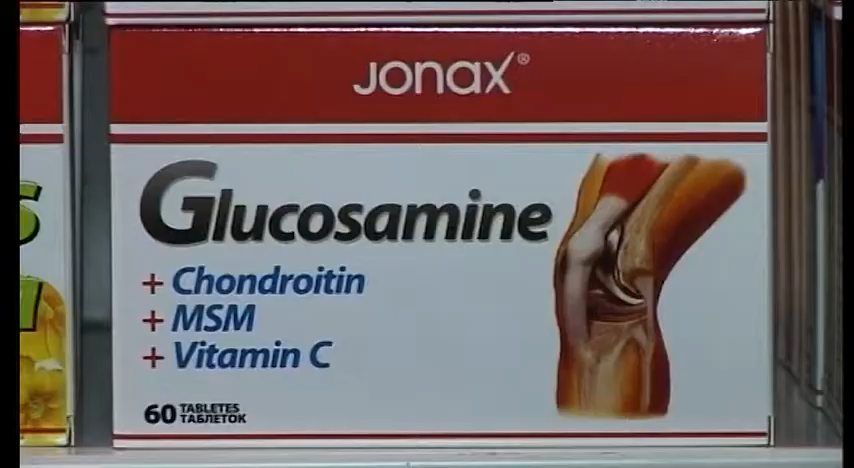 Jonax®
Glucosamine
+ Chondroitin
+ MSM
+ Vitamin C
60 TABLETES
ТАБЛЕТОК